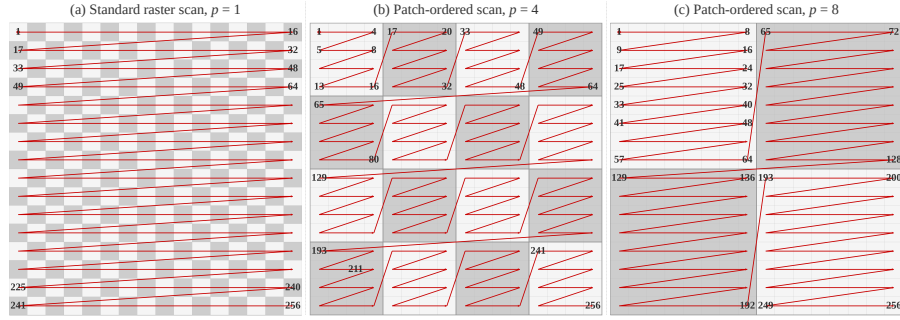 (a) Standard raster scan, p = 1
1 16
17 32
33 48
49 64
225 240
241 256
(b) Patch-ordered scan, p = 4
1 4 17 20 33 49
5 8
13 16 32 48 64
65
80
129
193 241
211
256
(c) Patch-ordered scan, p = 8
1 8 65 72
9 16
17 24
25 32
33 40
41 48
57 64 128
129 136 193 200
192 249 256